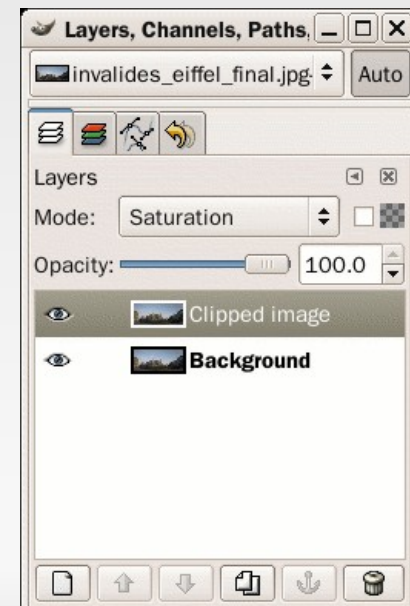 Layers, Channels, Paths,
invalides_eiffel_final.jpg-
Auto
Layers
Mode:
Saturation
Opacity:
100.0
Clipped image
Background